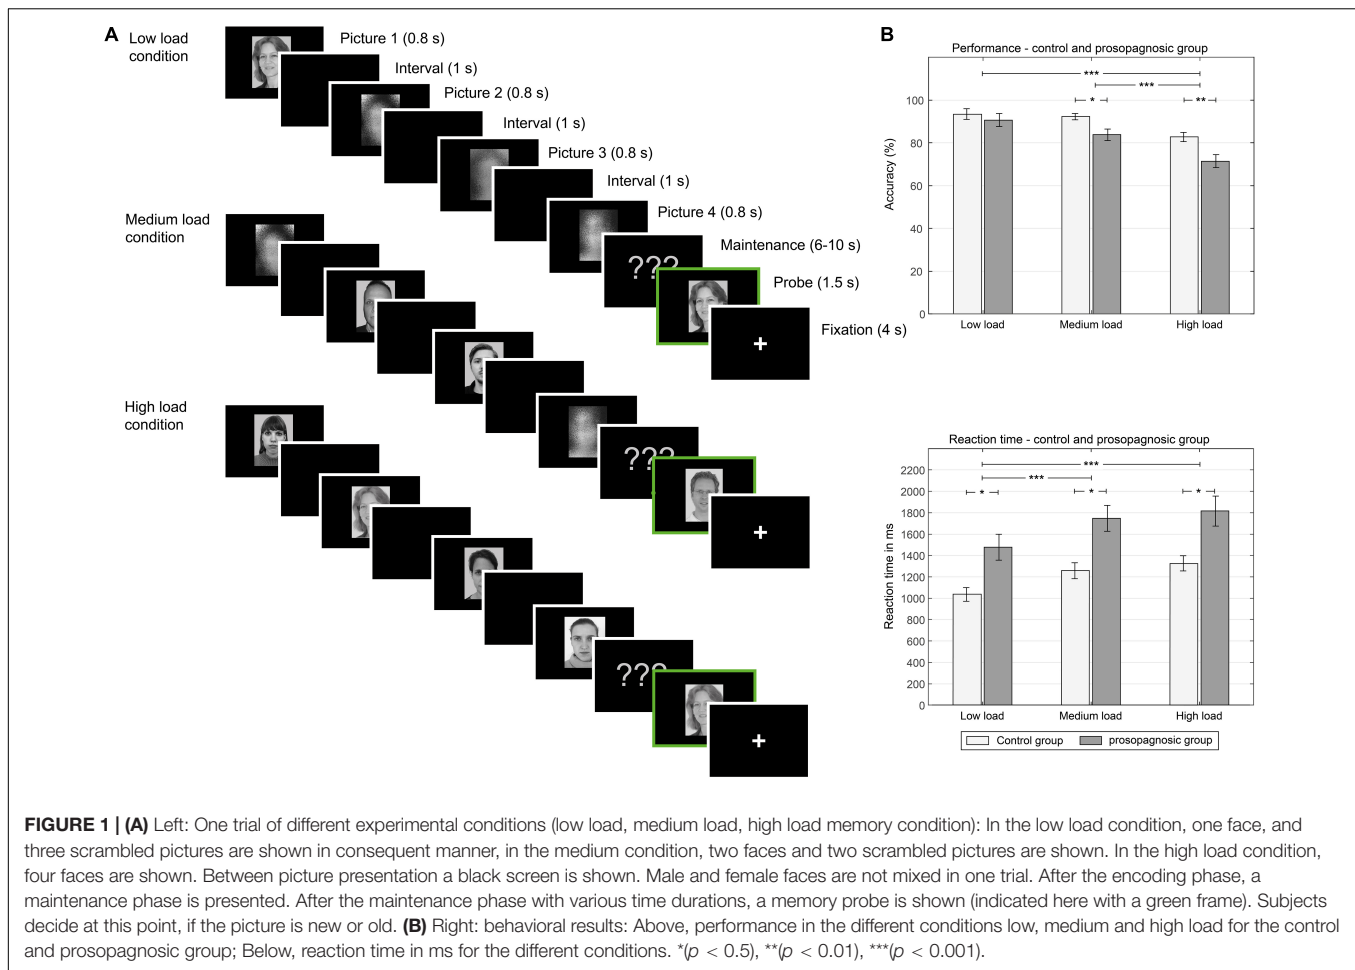 A
Low load
condition
Picture 1 (0.8 s)
Interval (1 s)
Picture 2 (0.8 s)
Interval (1 s)
Picture 3 (0.8 s)
Interval (1 s)
Picture 4 (0.8 s)
Maintenance (6-10 s)
???
Probe (1.5 s)
Fixation (4 s)
+
Medium load
condition
???
+
High load
condition
???
+
B
Performance - control and prosopagnosic group
***
***
*
**
100
80
60
40
20
0
Accuracy (%)
Low load
Medium load
High load
Reaction time - control and prosopagnosic group
***
***
*
*
*
2200
2000
1800
1600
1400
1200
1000
800
600
400
200
0
Reaction time in ms
Low load
Medium load
High load
Control group
prosopagnosic group
FIGURE 1 | (A) Left: One trial of different experimental conditions (low load, medium load, high load memory condition): In the low load condition, one face, and
three scrambled pictures are shown in consequent manner, in the medium condition, two faces and two scrambled pictures are shown. In the high load condition,
four faces are shown. Between picture presentation a black screen is shown. Male and female faces are not mixed in one trial. After the encoding phase, a
maintenance phase is presented. After the maintenance phase with various time durations, a memory probe is shown (indicated here with a green frame). Subjects
decide at this point, if the picture is new or old. (B) Right: behavioral results: Above, performance in the different conditions low, medium and high load for the control
and prosopagnosic group; Below, reaction time in ms for the different conditions. *(p < 0.5), **(p < 0.01), ***(p < 0.001).